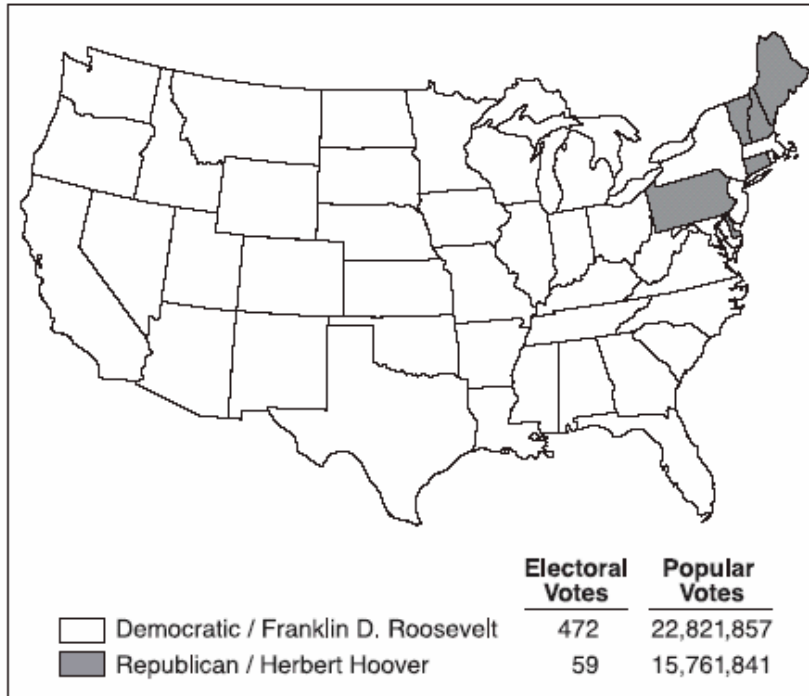 Electoral Votes
Popular Votes
Democratic / Franklin D. Roosevelt 472 22,821,857
Republican / Herbert Hoover 59 15,761,841